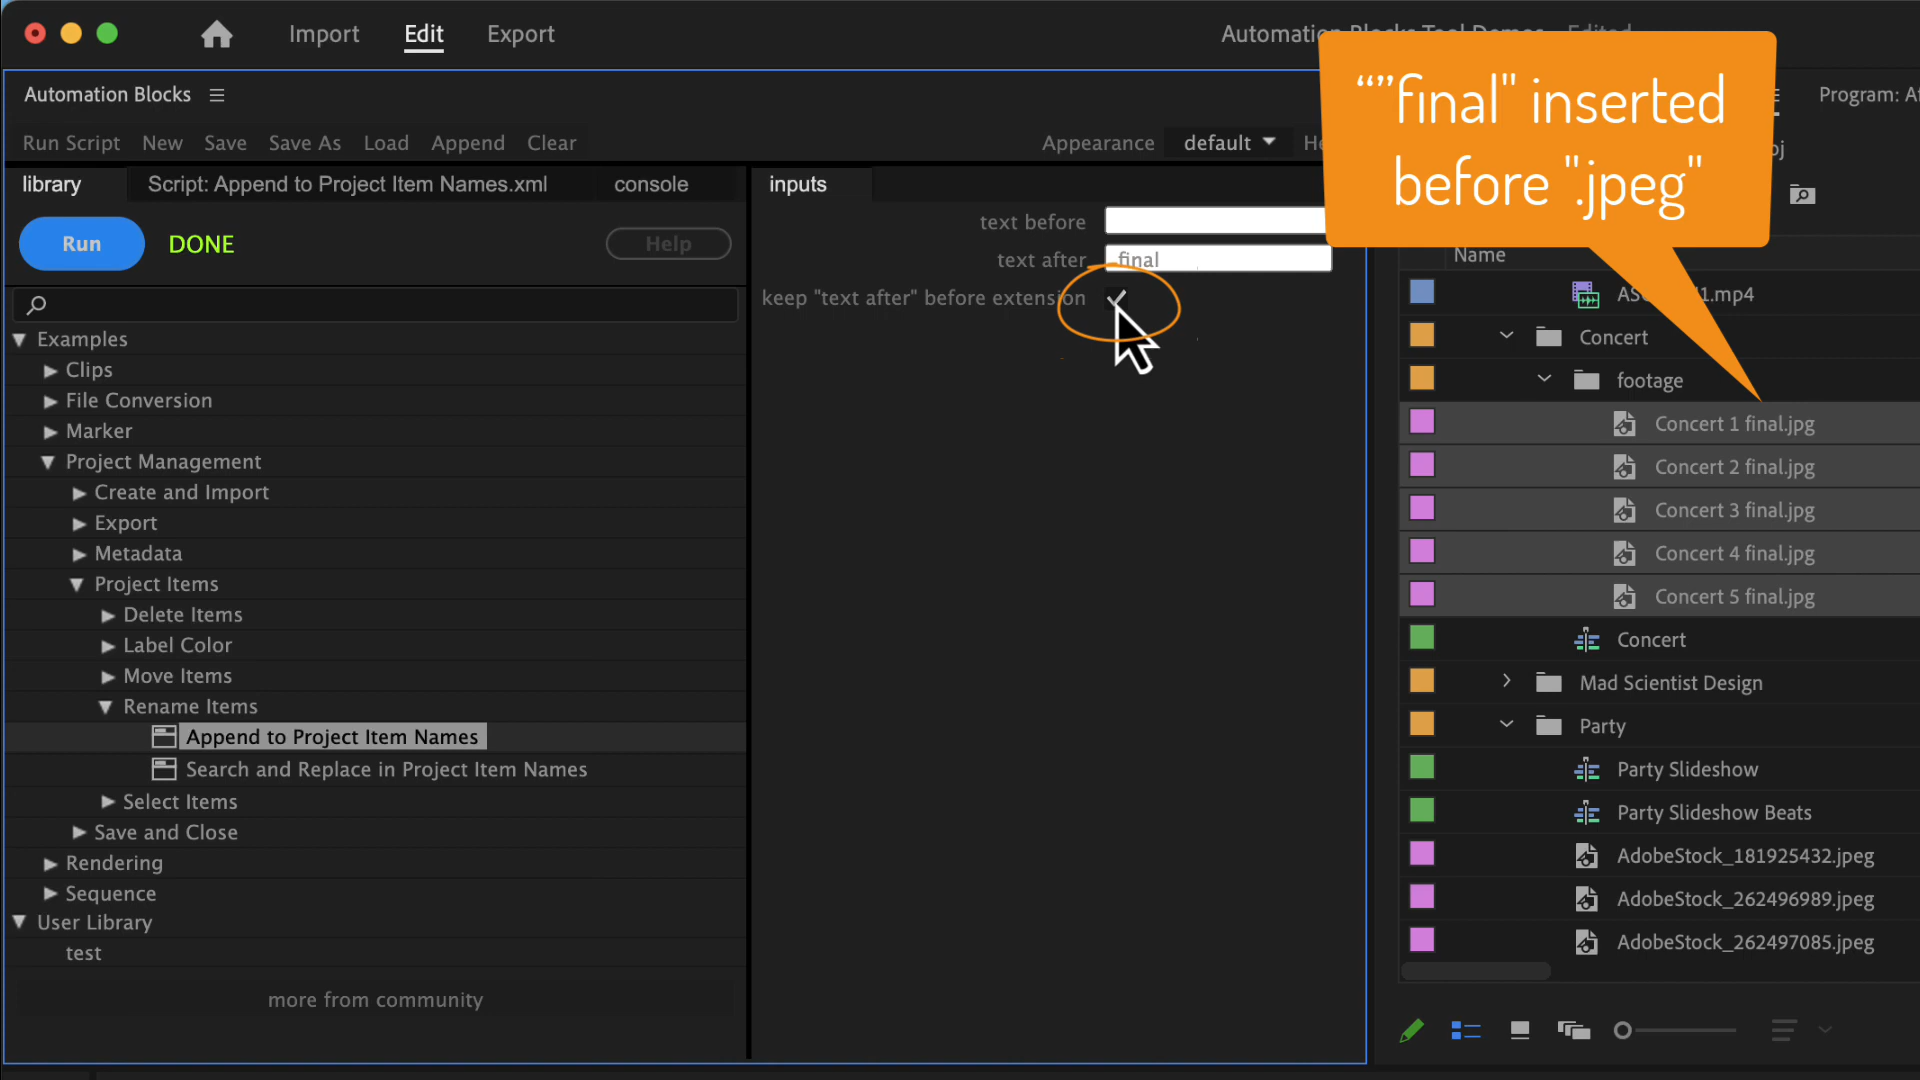 Import
Edit
Export
Automation Blocks Tool Demos - Edited
Automation Blocks
Run Script New Save Save As Load Append Clear
Appearance default
“”final" inserted
before ".jpeg"
Program:
library
Script: Append to Project Item Names.xml
console
inputs
Run
DONE
Help
text before
text after final
keep "text after" before extension
Examples
Clips
File Conversion
Marker
Project Management
Create and Import
Export
Metadata
Project Items
Delete Items
Label Color
Move Items
Rename Items
Append to Project Item Names
Search and Replace in Project Item Names
Select Items
Save and Close
Rendering
Sequence
User Library
test
more from community
Name
Concert
footage
Concert 1 final.jpg
Concert 2 final.jpg
Concert 3 final.jpg
Concert 4 final.jpg
Concert 5 final.jpg
Concert
Mad Scientist Design
Party
Party Slideshow
Party Slideshow Beats
AdobeStock_181925432.jpeg
AdobeStock_262496989.jpeg
AdobeStock_262497085.jpeg